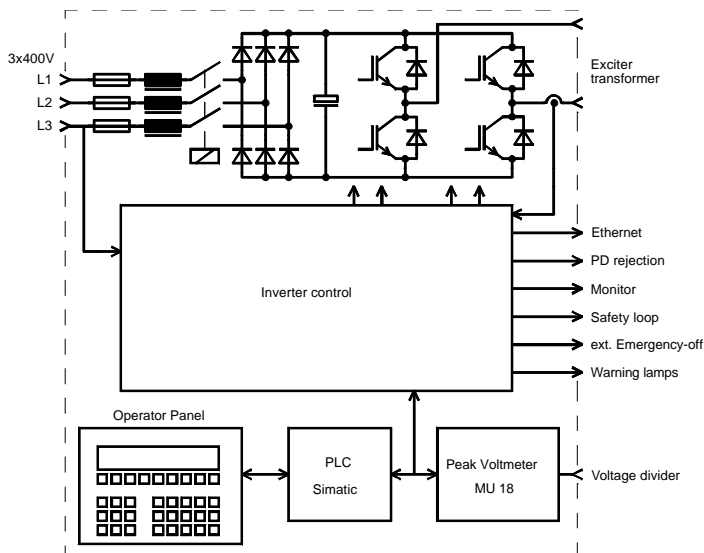 3x400V
L1
L2
L3
Exciter
transformer
Inverter control
Ethernet
PD rejection
Monitor
Safety loop
ext. Emergency-off
Warning lamps
Operator Panel
PLC
Simatic
Peak Voltmeter
MU 18
Voltage divider